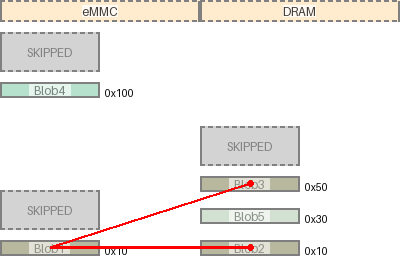 eMMC
DRAM
SKIPPED
Blob4
0x100
SKIPPED
Blob3
0x50
SKIPPED
Blob5
0x30
Blob1
0x10
Blob2
0x10